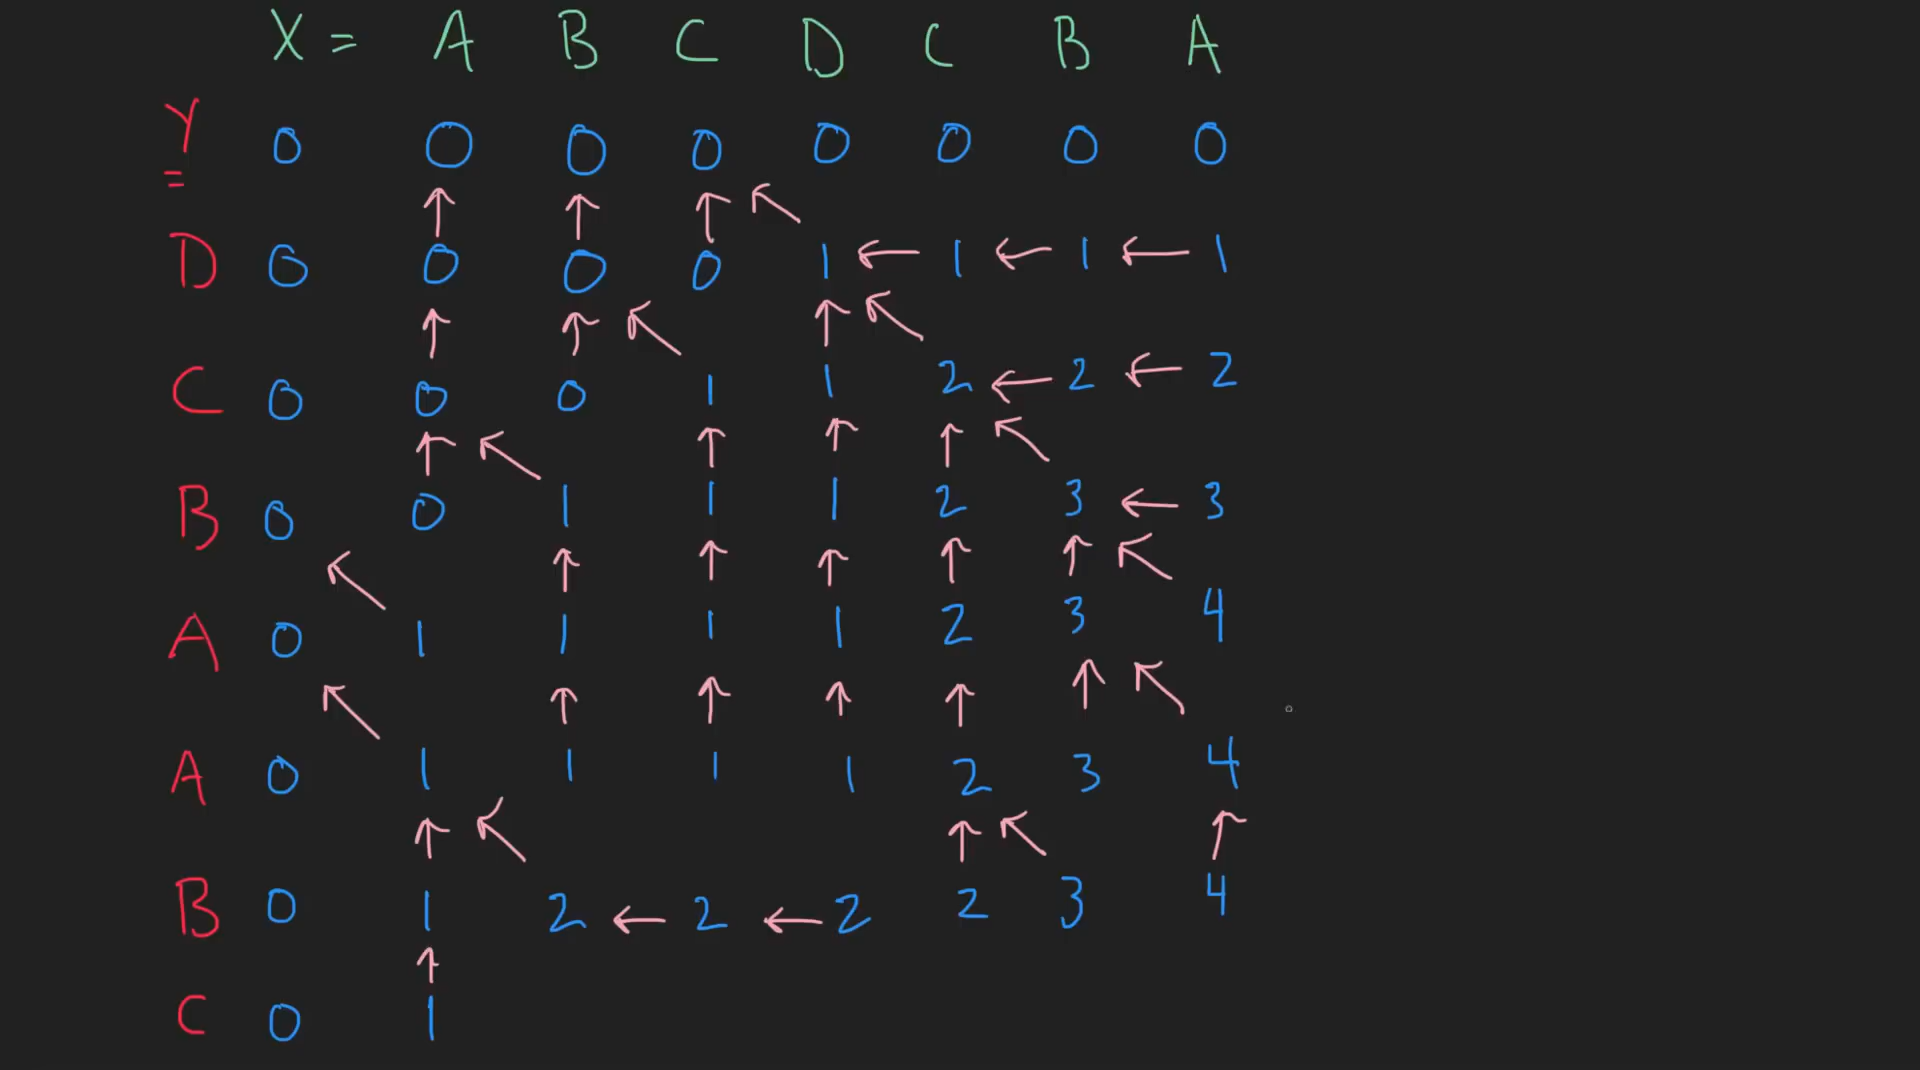 X = A B C D C B A
Y = 0 0 0 0 0 0 0 0
D 0 0 0 0 1 ← 1 ← 1 ← 1
C 0 0 0 1 1 2 ← 2 ← 2
B 0 0 1 1 1 2 3 ← 3
A 0 1 1 1 1 2 3 4
A 0 1 1 1 1 2 3 4
B 0 1 2 ← 2 ← 2 2 3 4
C 0 1